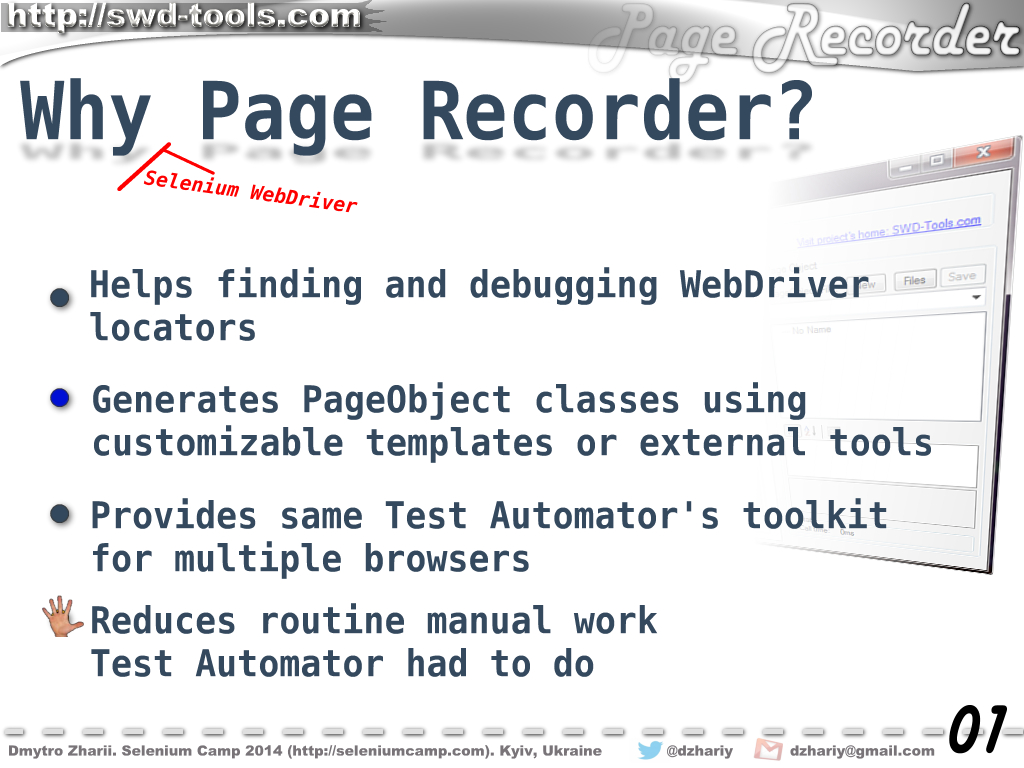 http://swd-tools.com
Page Recorder
Why Page Recorder?
Selenium WebDriver
project's home: SWD-Tools.com
Files
Save
No Name
Helps finding and debugging WebDriver
locators
Generates PageObject classes using
customizable templates or external tools
Provides same Test Automator's toolkit
for multiple browsers
Reduces routine manual work
Test Automator had to do
Dmytro Zharii. Selenium Camp 2014 (http://seleniumcamp.com). Kyiv, Ukraine
@dzhariy
dzhariy@gmail.com
01